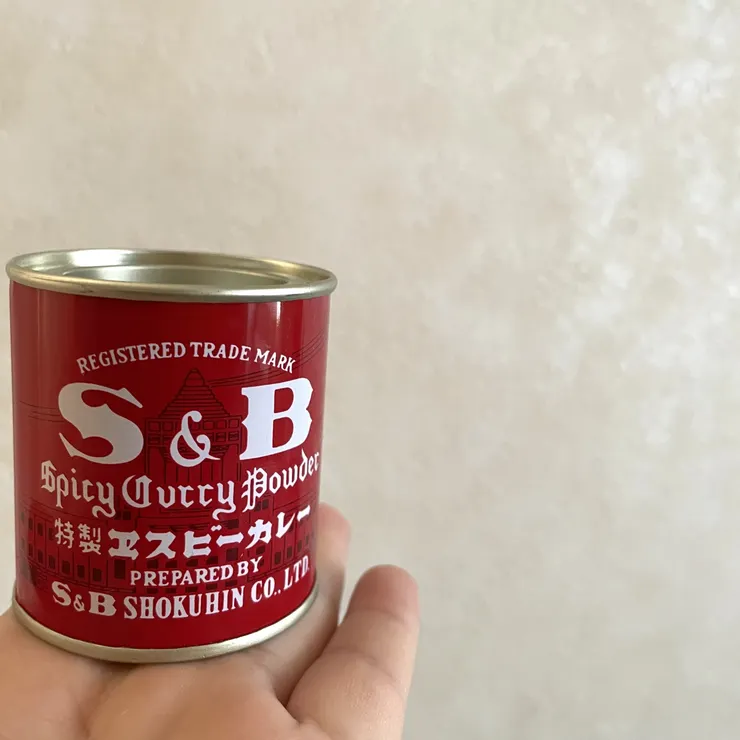 REGISTERED TRADE MARK
S & B
Spicy Curry Powder
特製 ヱスビーカレー
PREPARED BY
S&B SHOKUHIN CO., LTD.